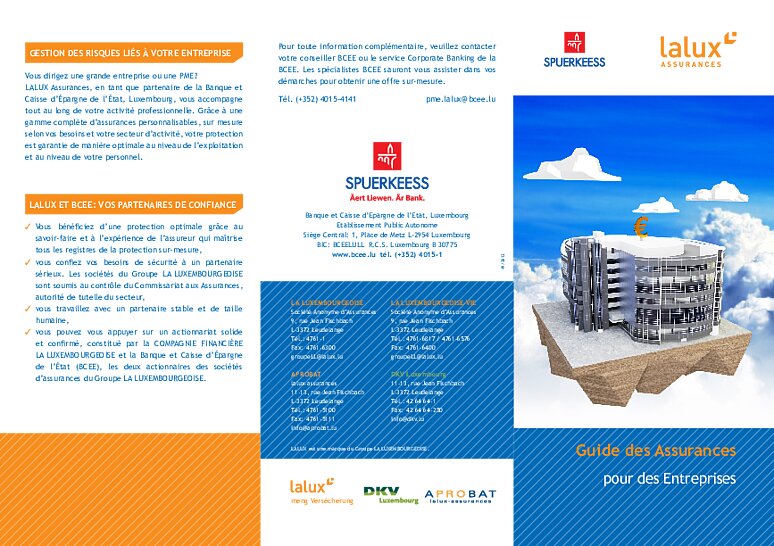 GESTION DES RISQUES LIÉS À VOTRE ENTREPRISE
Vous dirigez une grande entreprise ou une PME?
LALUX Assurances, en tant que partenaire de la Banque et
Caisse d'Épargne de l'État, Luxembourg, vous accompagne
tout au long de votre activité professionnelle. Grâce à une
gamme complète d'assurances personnalisables, sur mesure
selon vos besoins et votre secteur d'activité, votre protection
est garantie de manière optimale au niveau de l'exploitation
et au niveau de votre personnel.
LALUX ET BCEE: VOS PARTENAIRES DE CONFIANCE
✓ Vous bénéficiez d'une protection optimale grâce au
savoir-faire et à l'expérience de l'assureur qui maîtrise
tous les registres de la protection sur-mesure,
✓ vous confiez vos besoins de sécurité à un partenaire
sérieux. Les sociétés du Groupe LA LUXEMBOURGEOISE
sont soumis au contrôle du Commissariat aux Assurances,
autorité de tutelle du secteur,
✓ vous travaillez avec un partenaire stable et de taille
humaine,
✓ vous pouvez vous appuyer sur un actionnariat solide
et confirmé, constitué par la COMPAGNIE FINANCIÈRE
LA LUXEMBOURGEOISE et la Banque et Caisse d'Épargne
de l'État (BCEE), les deux actionnaires des sociétés
d'assurances du Groupe LA LUXEMBOURGEOISE.
Pour toute information complémentaire, veuillez contacter
votre conseiller BCEE ou le service Corporate Banking de la
BCEE. Les spécialistes BCEE sauront vous assister dans vos
démarches pour obtenir une offre sur-mesure.
Tél. (+352) 4015-4141 pme.lalux@bcee.lu
SPUERKEESS
Äert Liewen. Är Bank.
Banque et Caisse d'Epargne de l'Etat, Luxembourg
Etablissement Public Autonome
Siège Central: 1, Place de Metz L-2954 Luxembourg
BIC: BCEELULL R.C.S. Luxembourg B 30775
www.bcee.lu tél. (+352) 4015-1
LA LUXEMBOURGEOISE
Société Anonyme d'Assurances
9, rue Jean Fischbach
L-3372 Leudelange
Tél.: 4761-1
Fax: 4761-6300
groupeLL@lalux.lu
LA LUXEMBOURGEOISE-VIE
Société Anonyme d'Assurances
9, rue Jean Fischbach
L-3372 Leudelange
Tél.: 4761-6817 / 4761-6376
Fax: 4761-6400
groupeLL@lalux.lu
APROBAT
lalux-assurances
11-13, rue Jean Fischbach
L-3372 Leudelange
Tél.: 4761-5100
Fax: 4761-5111
info@aprobat.lu
DKV Luxembourg
11-13, rue Jean Fischbach
L-3372 Leudelange
Tél.: 42 64 64-1
Fax: 42 64 64-250
info@dkv.lu
LALUX est une marque du Groupe LA LUXEMBOURGEOISE.
lalux
meng Versécherung
DKV
Luxembourg
APROBAT
lalux-assurances
SPUERKEESS
lalux
ASSURANCES
€
Guide des Assurances
pour des Entreprises